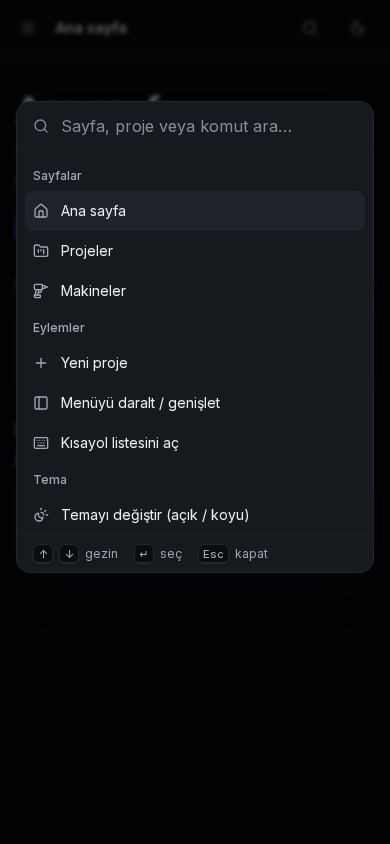 Ana sayfa
Sayfa, proje veya komut ara...
Sayfalar
Ana sayfa
Projeler
Makineler
Eylemler
Yeni proje
Menüyü daralt / genişlet
Kısayol listesini aç
Tema
Temayı değiştir (açık / koyu)
↑ ↓ gezin ↵ seç Esc kapat